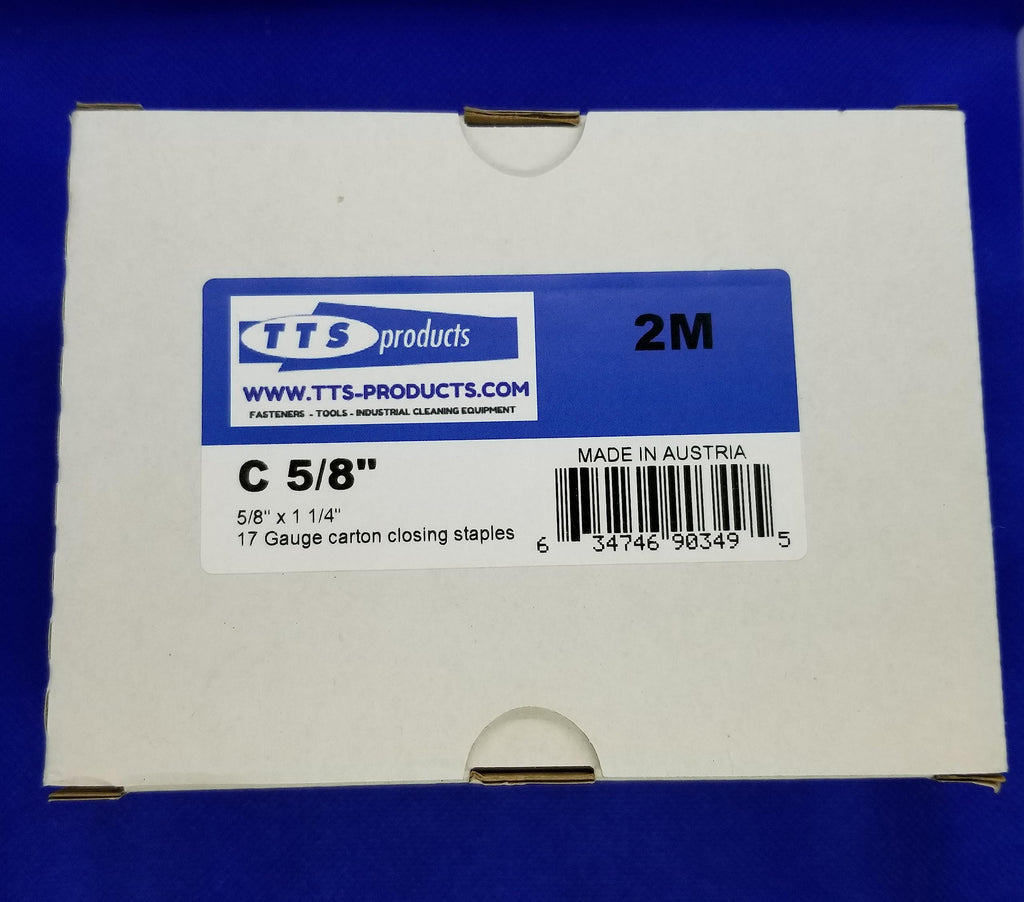 TTS products
WWW.TTS-PRODUCTS.COM
FASTENERS - TOOLS - INDUSTRIAL CLEANING EQUIPMENT
2M
C 5/8"
5/8" x 1 1/4"
17 Gauge carton closing staples
MADE IN AUSTRIA
6 34746 90349 5